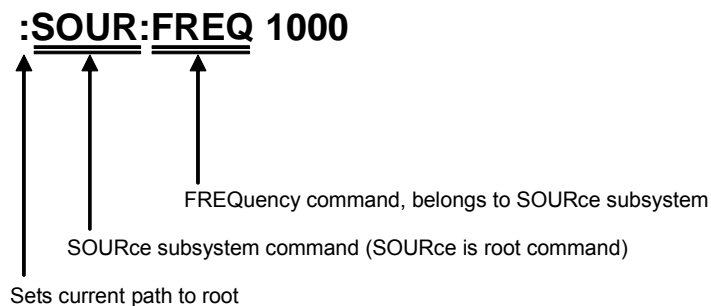 :SOUR:FREQ 1000
FREQuency command, belongs to SOURce subsystem
SOURce subsystem command (SOURce is root command)
Sets current path to root